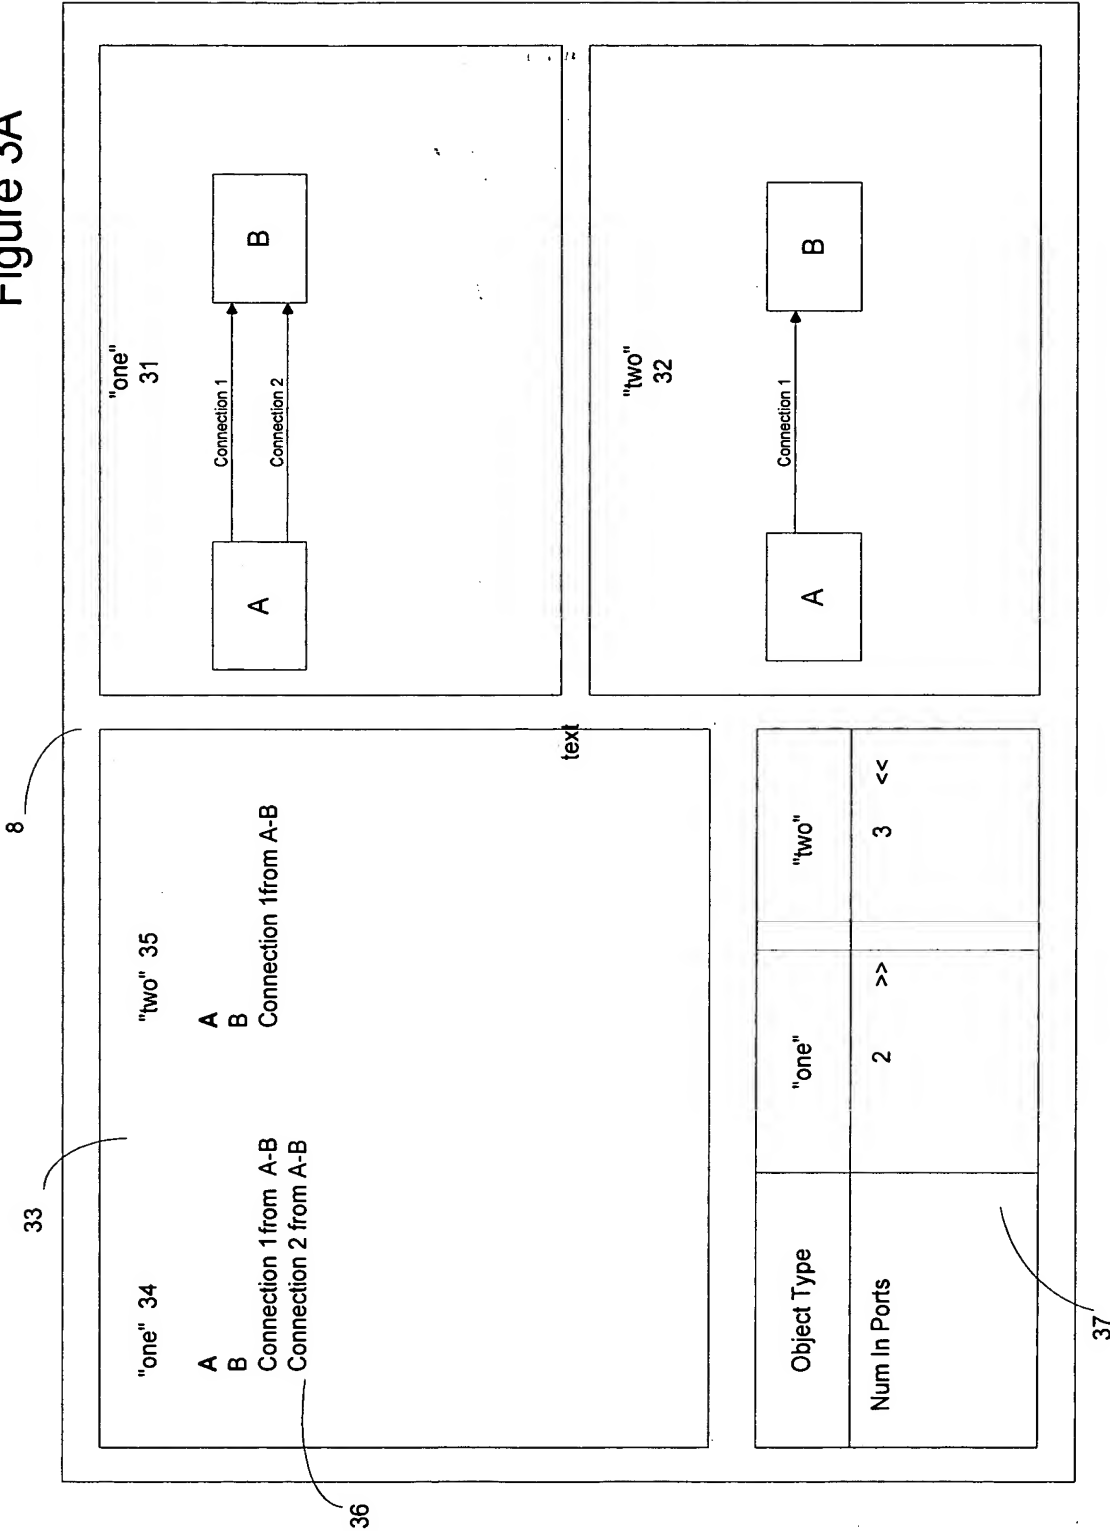 Figure 3A
8
33
"one" 34
"two" 35
A
B
Connection 1from A-B
Connection 2 from A-B
A
B
Connection 1from A-B
36
text
"one"
31
Connection 1
Connection 2
A
B
"two"
32
Connection 1
A
B
Object Type
"one"
"two"
Num In Ports
2 >>
3 <<
37